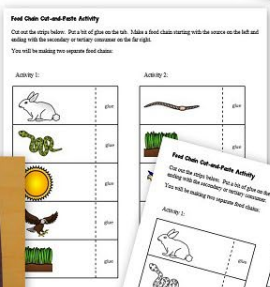 Food Chain Cut-and-Paste Activity
Cut out the strips below. Put a bit of glue on the tab. Make a food chain starting with the source on the left and
ending with the secondary or tertiary consumer on the far right.
You will be making two separate food chains:
Activity 1:
Activity 2:
glue
glue
glue
glue
glue
glue
glue
Food Chain Cut-and-Paste Activity
Cut out the strips below. Put a bit of glue on the
ending with the secondary or tertiary consumer
You will be making two separate food chains:
Activity 1:
glue
glue